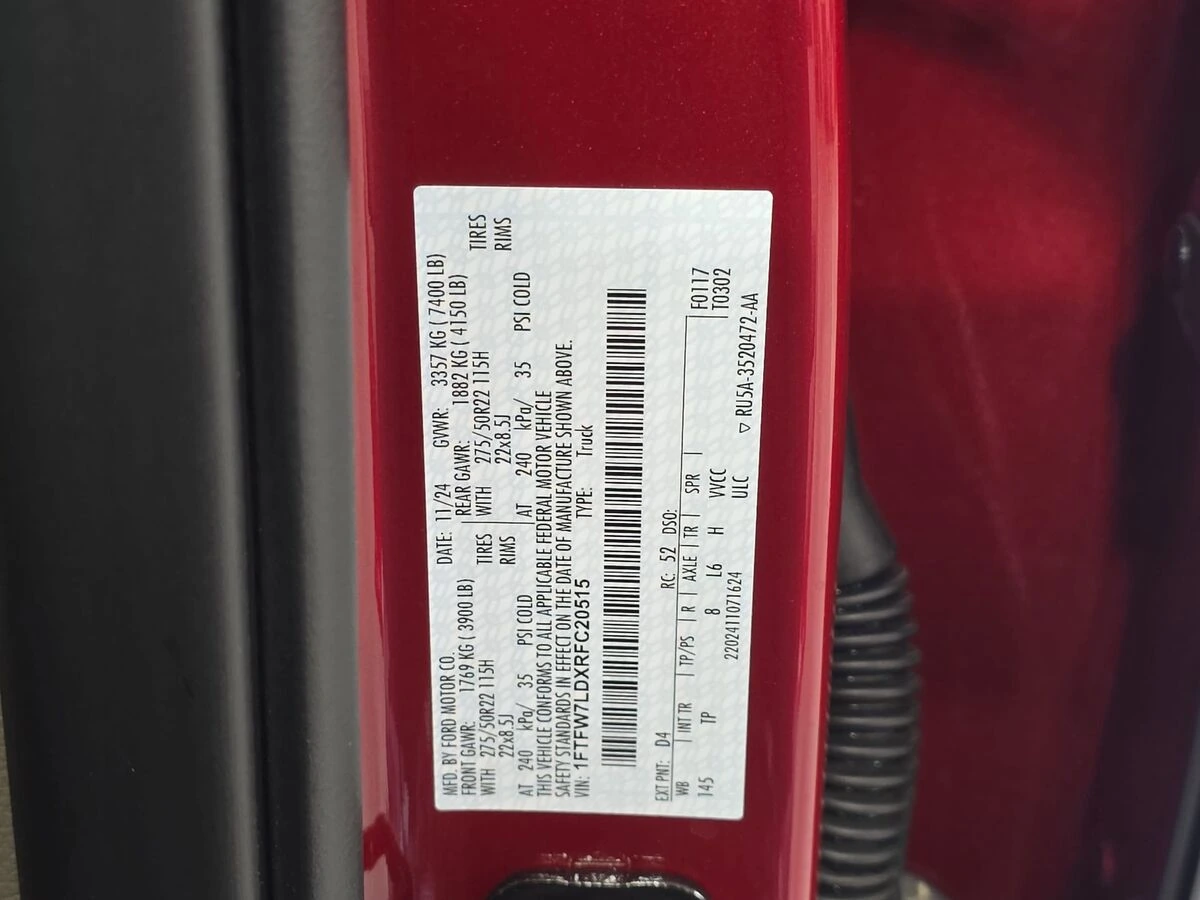 MFD. BY FORD MOTOR CO. DATE: 11/24 GVWR: 3357 KG ( 7400 LB)
FRONT GAWR: 1769 KG ( 3900 LB) REAR GAWR: 1882 KG ( 4150 LB)
WITH 275/50R22 115H TIRES WITH 275/50R22 115H TIRES
22x8.5J RIMS 22x8.5J RIMS
AT 240 kPa/ 35 PSI COLD AT 240 kPa/ 35 PSI COLD
THIS VEHICLE CONFORMS TO ALL APPLICABLE FEDERAL MOTOR VEHICLE
SAFETY STANDARDS IN EFFECT ON THE DATE OF MANUFACTURE SHOWN ABOVE.
VIN: 1FTFW7LDXRFC20515 TYPE: Truck
EXT PNT: D4 RC: 52 DSO:
WB INT TR TP/PS R AXLE TR SPR F0117
145 TP 8 L6 H VVCC T0302
2202411071624 ULC
▽ RU5A-3520472-AA